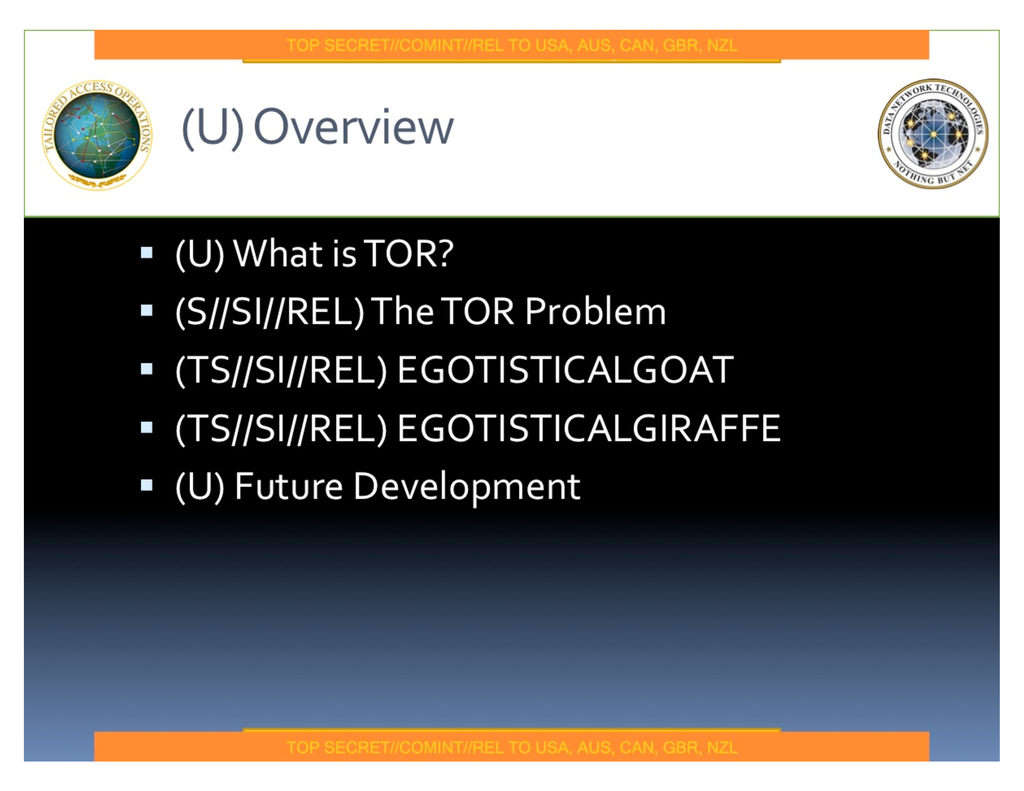 TOP SECRET//COMINT//REL TO USA, AUS, CAN, GBR, NZL
TAILORED ACCESS OPERATIONS
(U) Overview
DATA NETWORK TECHNOLOGIES
NOTHING BUT NET
(U) What is TOR?
(S//SI//REL) The TOR Problem
(TS//SI//REL) EGOTISTICALGOAT
(TS//SI//REL) EGOTISTICALGIRAFFE
(U) Future Development
TOP SECRET//COMINT//REL TO USA, AUS, CAN, GBR, NZL